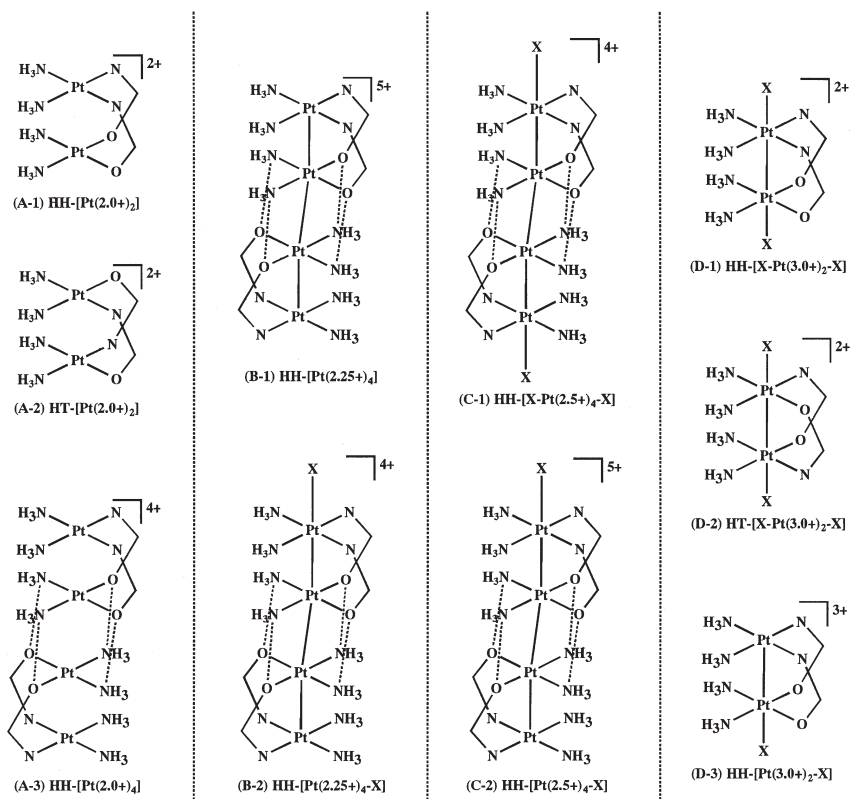 2+
H₃N Pt N
H₃N N
H₃N O
H₃N Pt O
(A-1) HH-[Pt(2.0+)₂]
2+
H₃N Pt O
H₃N N
H₃N N
H₃N Pt O
(A-2) HT-[Pt(2.0+)₂]
4+
H₃N Pt N
H₃N N
H₃N O
H₃N Pt O
O Pt NH3
O NH3
N NH3
N Pt NH3
(A-3) HH-[Pt(2.0+)₄]
5+
H₃N Pt N
H₃N N
H₃N O
H₃N Pt O
O Pt NH3
O NH3
N NH3
N Pt NH3
(B-1) HH-[Pt(2.25+)₄]
X 4+
H₃N Pt N
H₃N N
H₃N O
H₃N Pt O
O Pt NH3
O NH3
N NH3
N Pt NH3
(B-2) HH-[Pt(2.25+)₄-X]
X 4+
H₃N Pt N
H₃N N
H₃N O
H₃N Pt O
O Pt NH3
O NH3
N NH3
N Pt NH3
X
(C-1) HH-[X-Pt(2.5+)₄-X]
X 5+
H₃N Pt N
H₃N N
H₃N O
H₃N Pt O
O Pt NH3
O NH3
N NH3
N Pt NH3
(C-2) HH-[Pt(2.5+)₄-X]
X 2+
H₃N Pt N
H₃N N
H₃N O
H₃N Pt O
X
(D-1) HH-[X-Pt(3.0+)₂-X]
X 2+
H₃N Pt N
H₃N O
H₃N O
H₃N Pt N
X
(D-2) HT-[X-Pt(3.0+)₂-X]
3+
H₃N Pt N
H₃N N
H₃N O
H₃N Pt O
X
(D-3) HH-[Pt(3.0+)₂-X]